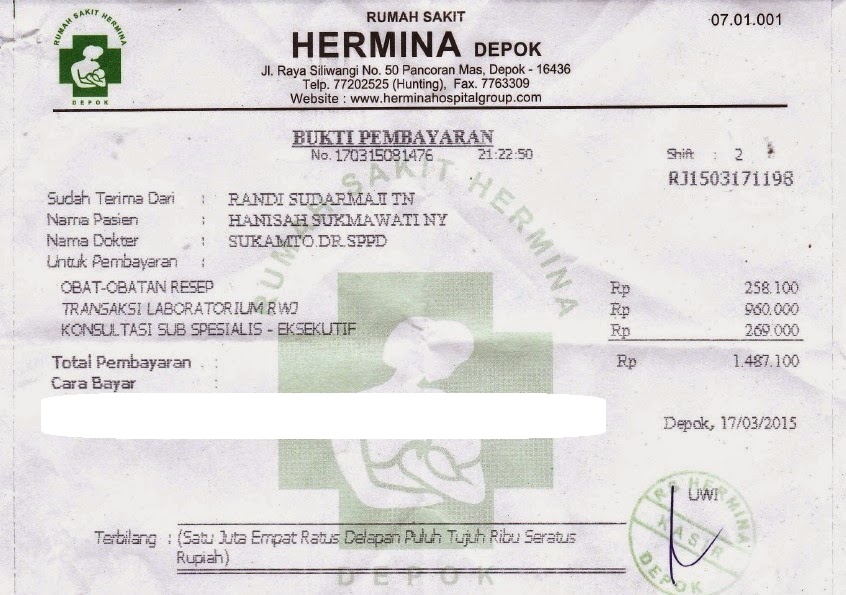 RUMAH SAKIT HERMINA
DEPOK
RUMAH SAKIT
HERMINA DEPOK
Jl. Raya Siliwangi No. 50 Pancoran Mas, Depok - 16436
Telp. 77202525 (Hunting), Fax. 7763309
Website : www.herminahospitalgroup.com
07.01.001
BUKTI PEMBAYARAN
No. 170315081476 21:22:50 Shift : 2
RJ1503171198
Sudah Terima Dari : RANDI SUDARMAJI TN
Nama Pasien : HANISAH SUKMAWATI NY
Nama Dokter : SUKAMTO.DR.SPPD
Untuk Pembayaran :
OBAT-OBATAN RESEP Rp 258.100
TRANSAKSI LABORATORIUM RWJ Rp 960.000
KONSULTASI SUB SPESIALIS - EKSEKUTIF Rp 269.000
Total Pembayaran : Rp 1.487.100
Cara Bayar :
Depok, 17/03/2015
UWI
Terbilang : (Satu Juta Empat Ratus Delapan Puluh Tujuh Ribu Seratus
Rupiah)
RUMAH SAKIT HERMINA
DEPOK
RS HERMINA
KASIR
DEPOK